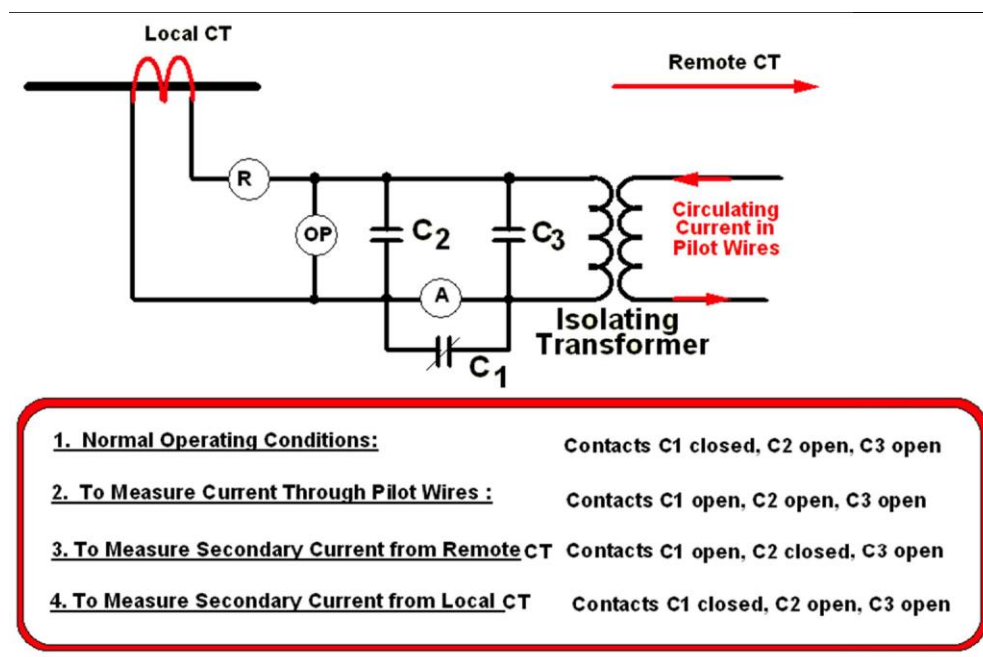 Local CT
Remote CT
R
OP
C2
C3
A
C1
Circulating
Current in
Pilot Wires
Isolating
Transformer
1. Normal Operating Conditions: Contacts C1 closed, C2 open, C3 open
2. To Measure Current Through Pilot Wires : Contacts C1 open, C2 open, C3 open
3. To Measure Secondary Current from Remote CT Contacts C1 open, C2 closed, C3 open
4. To Measure Secondary Current from Local CT Contacts C1 closed, C2 open, C3 open